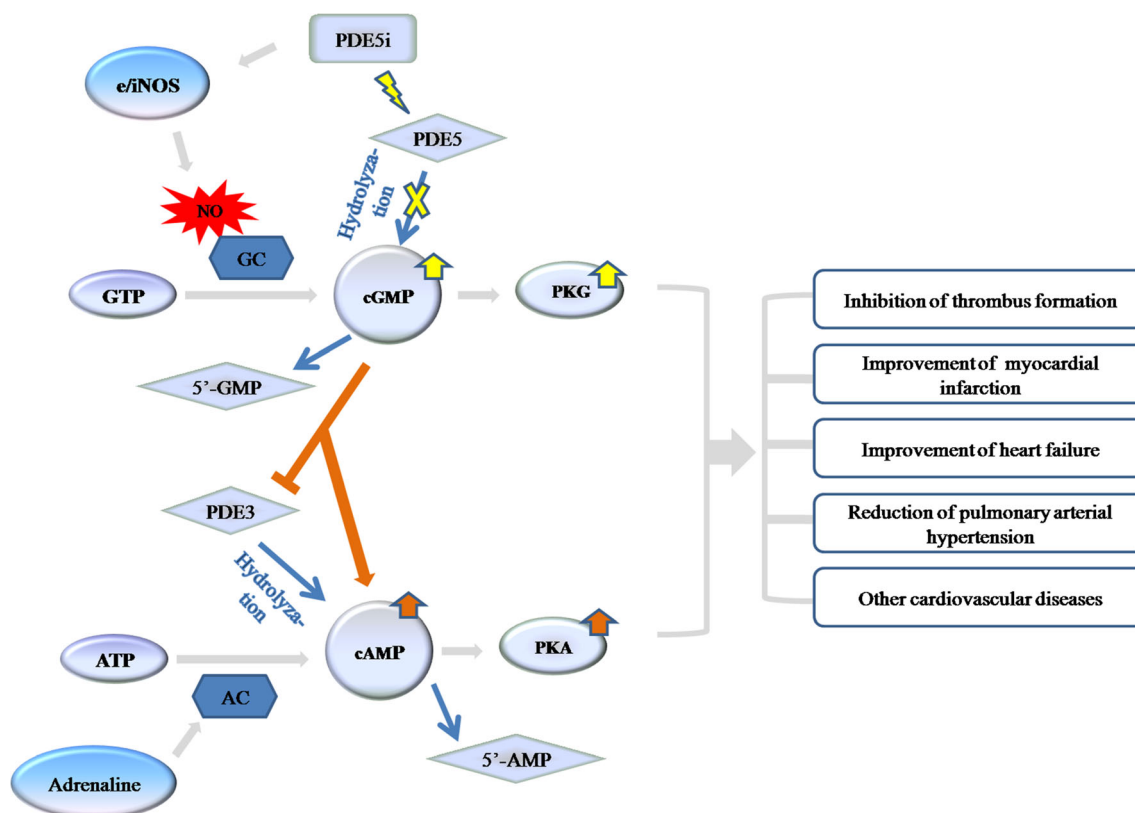 PDE5i
e/iNOS
PDE5
Hydrolyza-
tion
NO
GC
GTP
cGMP
PKG
5’-GMP
PDE3
Hydrolyza-
tion
ATP
cAMP
PKA
AC
Adrenaline
5’-AMP
Inhibition of thrombus formation
Improvement of myocardial
infarction
Improvement of heart failure
Reduction of pulmonary arterial
hypertension
Other cardiovascular diseases